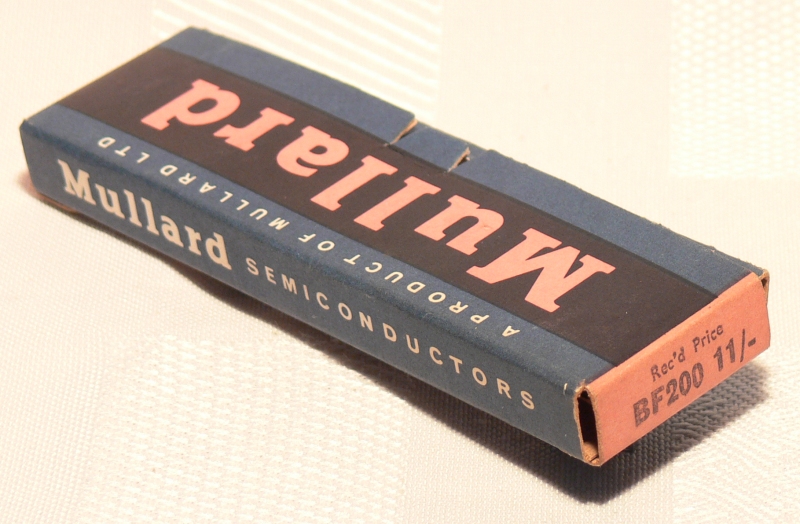 Mullard
A PRODUCT OF MULLARD LTD
Mullard SEMICONDUCTORS
Rec'd Price
BF200 11/-